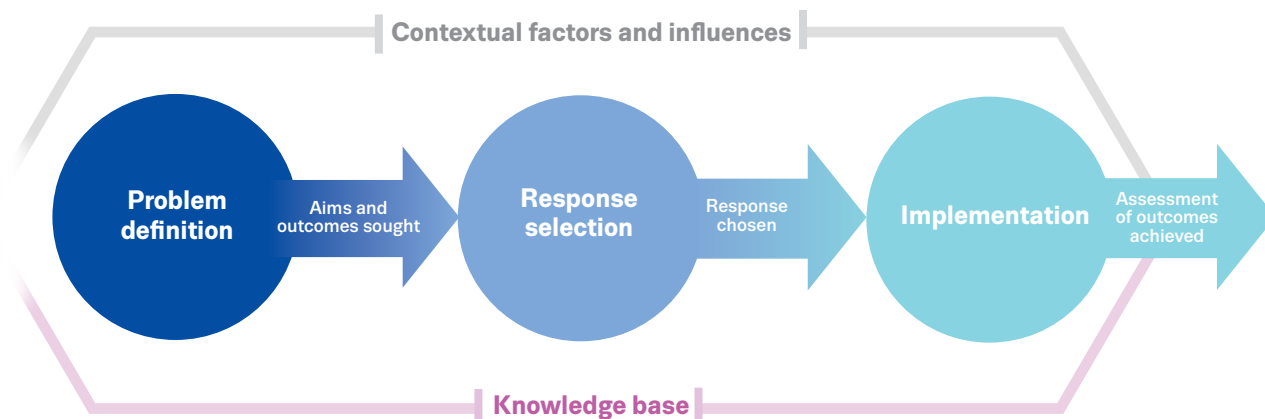 Contextual factors and influences
Problem
definition
Aims and
outcomes sought
Response
selection
Response
chosen
Implementation
Assessment
of outcomes
achieved
Knowledge base